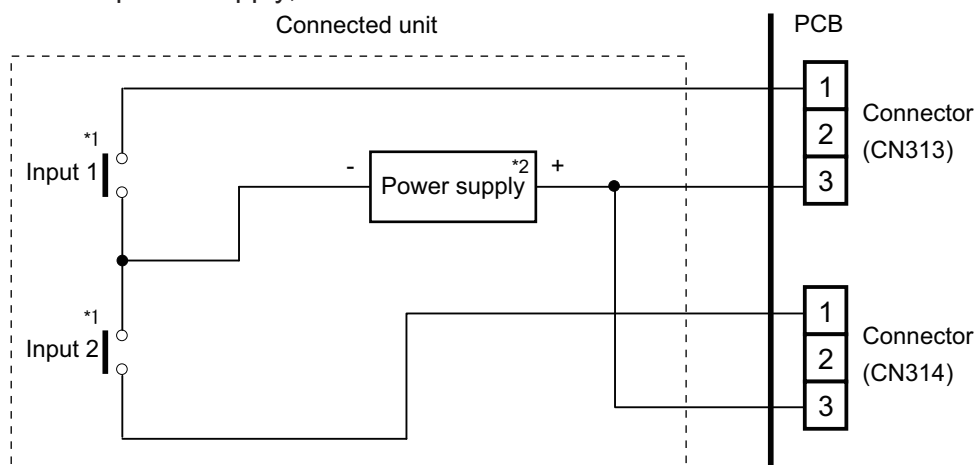 Connected unit
PCB
1
2
3
Connector
(CN313)
*1
Input 1
-
Power supply
*2
+
*1
Input 2
1
2
3
Connector
(CN314)